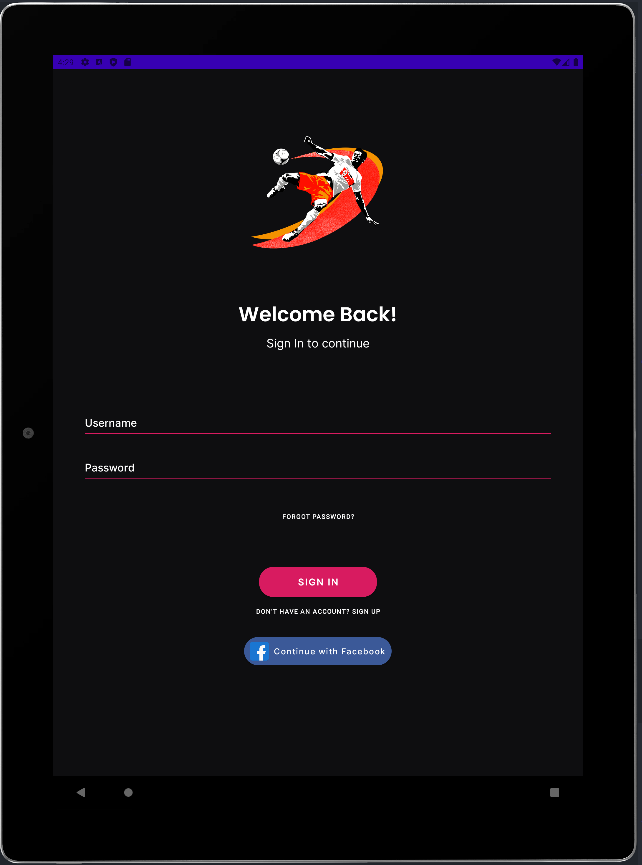 Welcome Back!
Sign In to continue
Username
Password
FORGOT PASSWORD?
SIGN IN
DON'T HAVE AN ACCOUNT? SIGN UP
Continue with Facebook